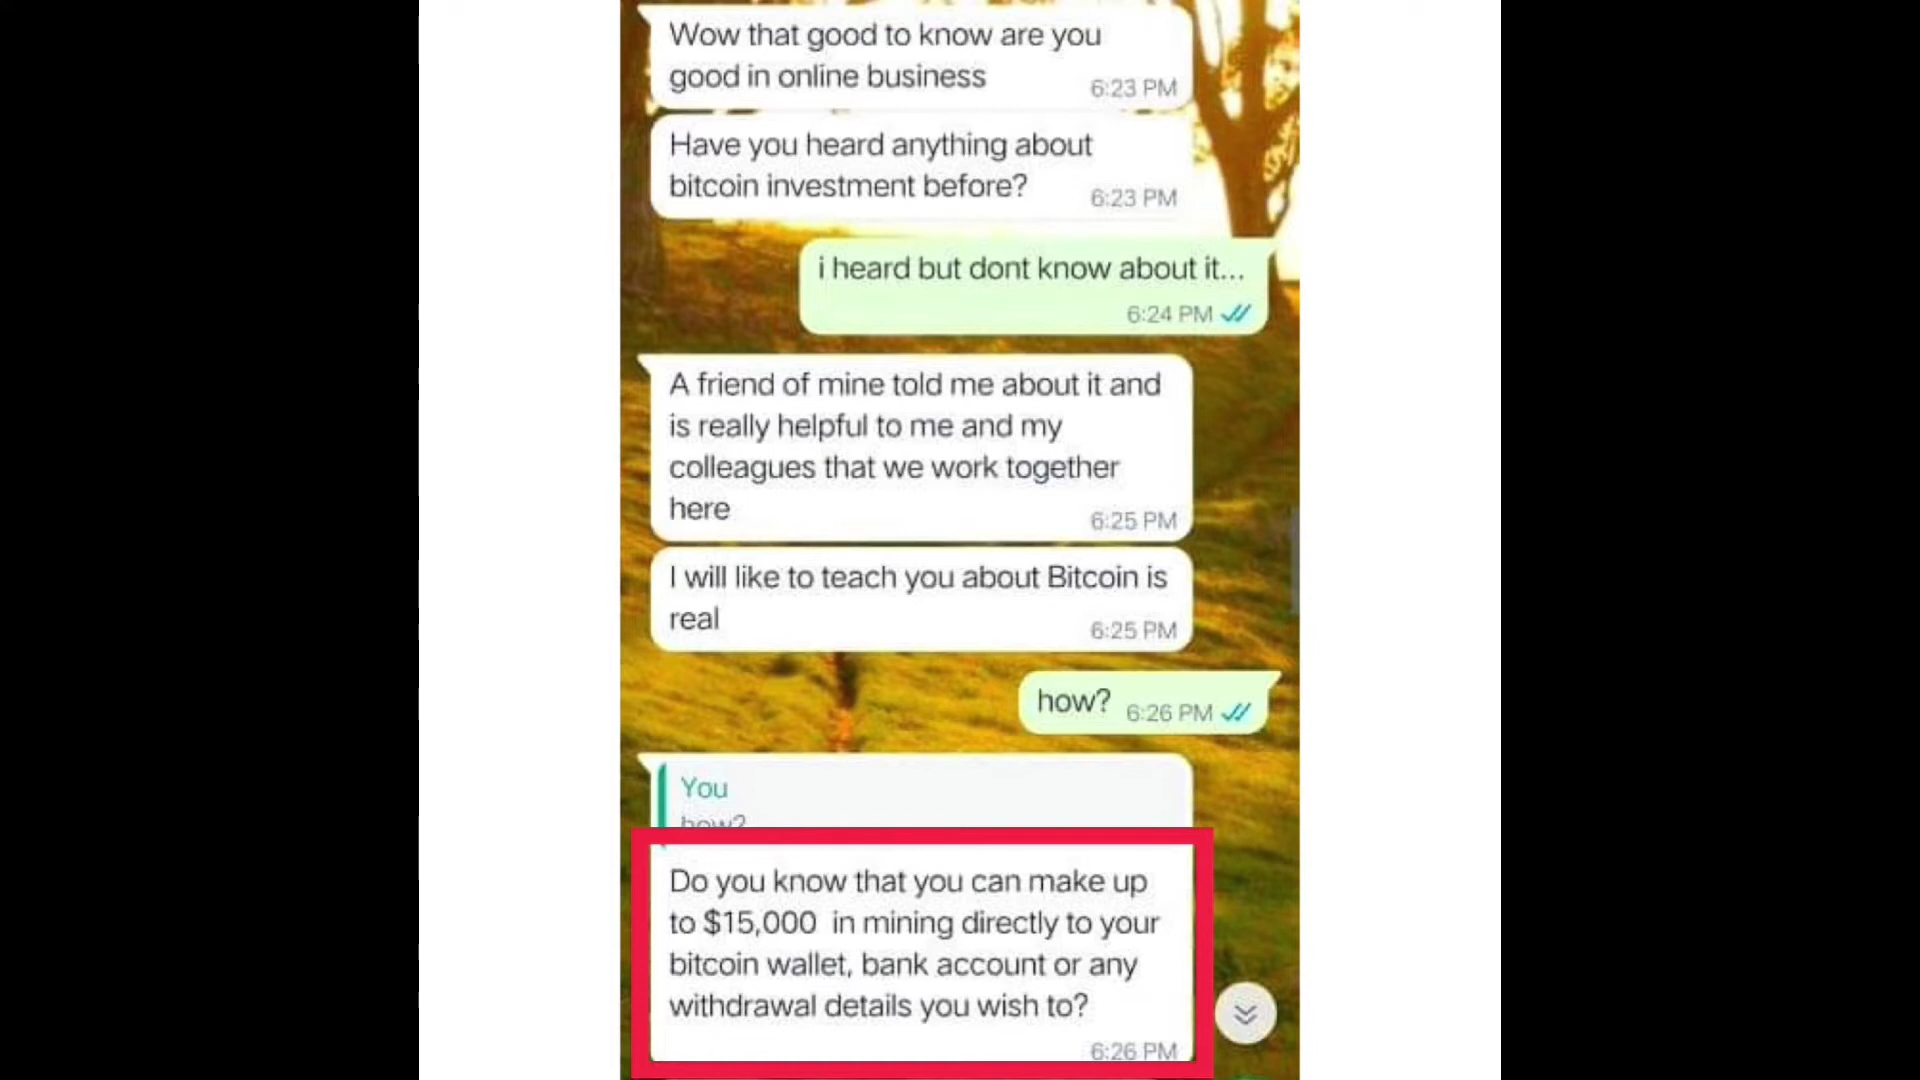 Wow that good to know are you
good in online business
6:23 PM
Have you heard anything about
bitcoin investment before?
6:23 PM
i heard but dont know about it...
6:24 PM
A friend of mine told me about it and
is really helpful to me and my
colleagues that we work together
here
6:25 PM
I will like to teach you about Bitcoin is
real
6:25 PM
how?
6:26 PM
You
how?
Do you know that you can make up
to $15,000 in mining directly to your
bitcoin wallet, bank account or any
withdrawal details you wish to?
6:26 PM